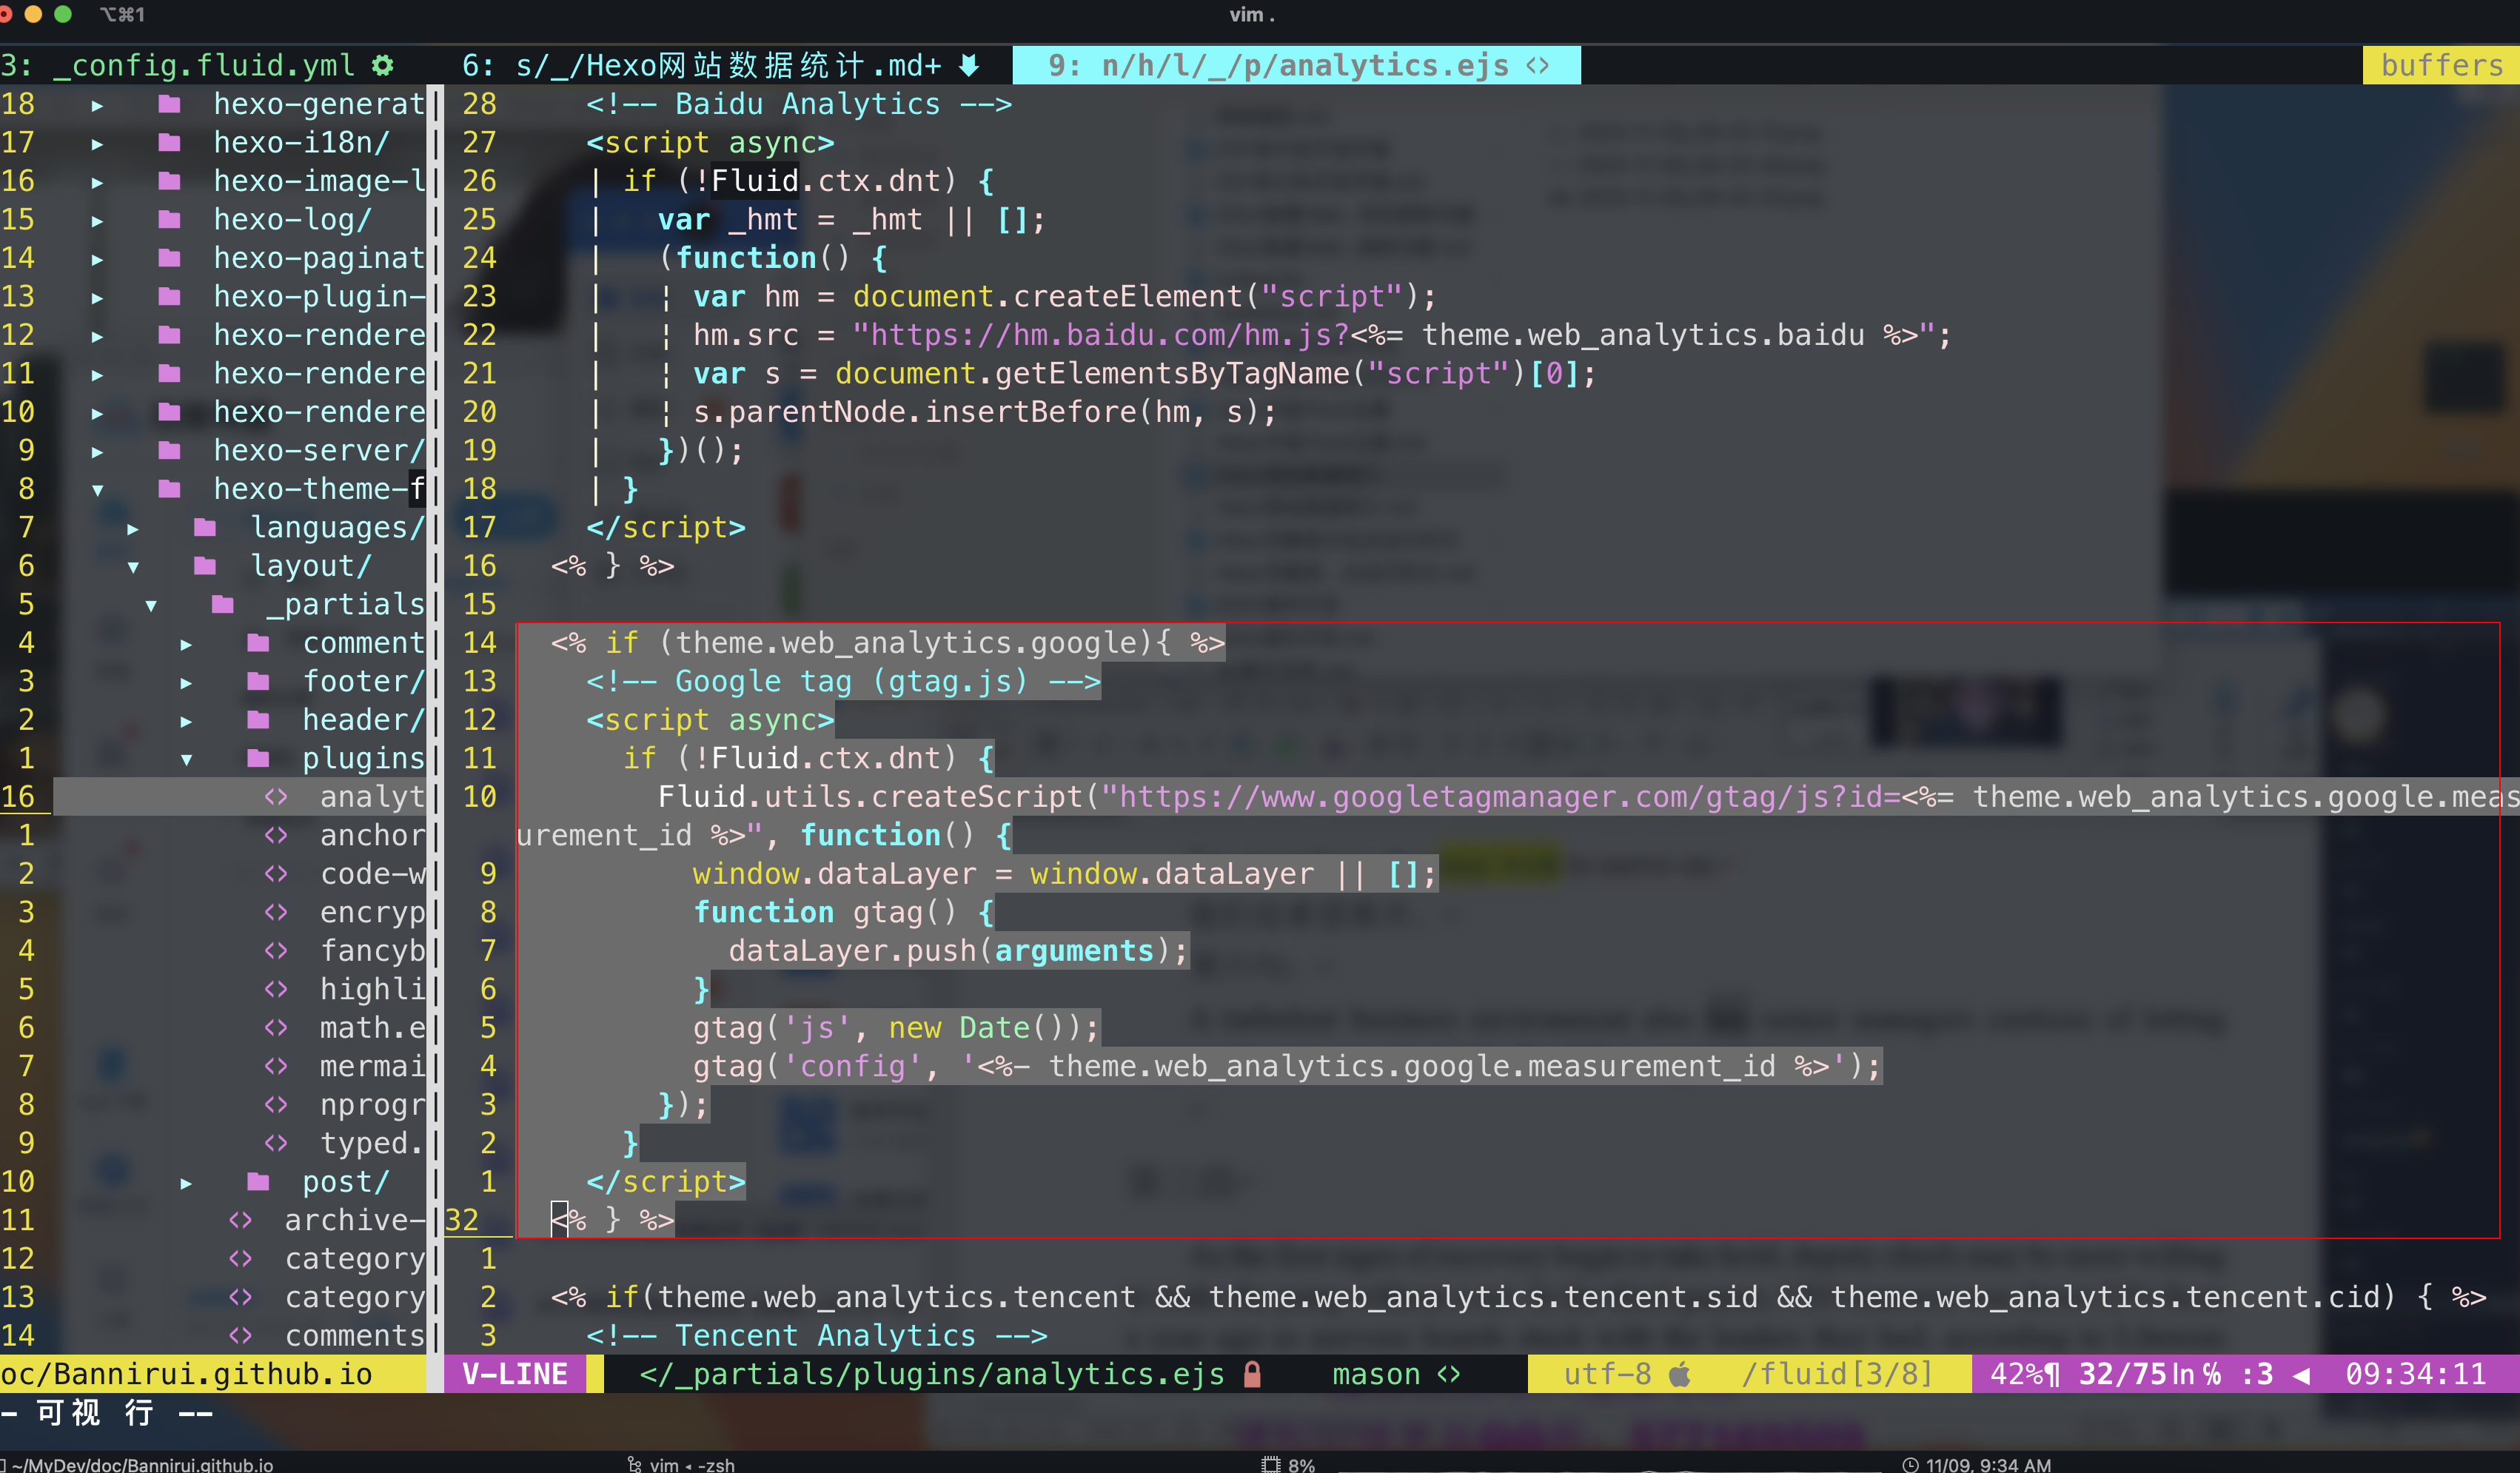 ⌥⌘1
vim .
3: _config.fluid.yml
6: s/_/Hexo网站数据统计.md+
9: n/h/l/_/p/analytics.ejs <>
buffers
18 ▸ hexo-generat
17 ▸ hexo-i18n/
16 ▸ hexo-image-l
15 ▸ hexo-log/
14 ▸ hexo-paginat
13 ▸ hexo-plugin-
12 ▸ hexo-rendere
11 ▸ hexo-rendere
10 ▸ hexo-rendere
9 ▸ hexo-server/
8 ▾ hexo-theme-f
7 ▸ languages/
6 ▾ layout/
5 ▾ _partials
4 ▸ comment
3 ▸ footer/
2 ▸ header/
1 ▾ plugins
16 <> analyt
1 <> anchor
2 <> code-w
3 <> encryp
4 <> fancyb
5 <> highli
6 <> math.e
7 <> mermai
8 <> nprogr
9 <> typed.
10 ▸ post/
11 <> archive-
12 <> category
13 <> category
14 <> comments
28 <!-- Baidu Analytics -->
27 <script async>
26 | if (!Fluid.ctx.dnt) {
25 | var _hmt = _hmt || [];
24 | (function() {
23 | ¦ var hm = document.createElement("script");
22 | ¦ hm.src = "https://hm.baidu.com/hm.js?<%= theme.web_analytics.baidu %>";
21 | ¦ var s = document.getElementsByTagName("script")[0];
20 | ¦ s.parentNode.insertBefore(hm, s);
19 | })();
18 | }
17 </script>
16 <% } %>
15
14 <% if (theme.web_analytics.google){ %>
13 <!-- Google tag (gtag.js) -->
12 <script async>
11 if (!Fluid.ctx.dnt) {
10 Fluid.utils.createScript("https://www.googletagmanager.com/gtag/js?id=<%= theme.web_analytics.google.meas
urement_id %>", function() {
9 window.dataLayer = window.dataLayer || [];
8 function gtag() {
7 dataLayer.push(arguments);
6 }
5 gtag('js', new Date());
4 gtag('config', '<%- theme.web_analytics.google.measurement_id %>');
3 });
2 }
1 </script>
32 <% } %>
1
2 <% if(theme.web_analytics.tencent && theme.web_analytics.tencent.sid && theme.web_analytics.tencent.cid) { %>
3 <!-- Tencent Analytics -->
oc/Bannirui.github.io
V-LINE </_partials/plugins/analytics.ejs mason <> utf-8 /fluid[3/8] 42%¶ 32/75㏑℅ :3 ◀ 09:34:11
- 可视 行 --
~/MyDev/doc/Bannirui.github.io
vim ◂ -zsh
8%
11/09, 9:34 AM